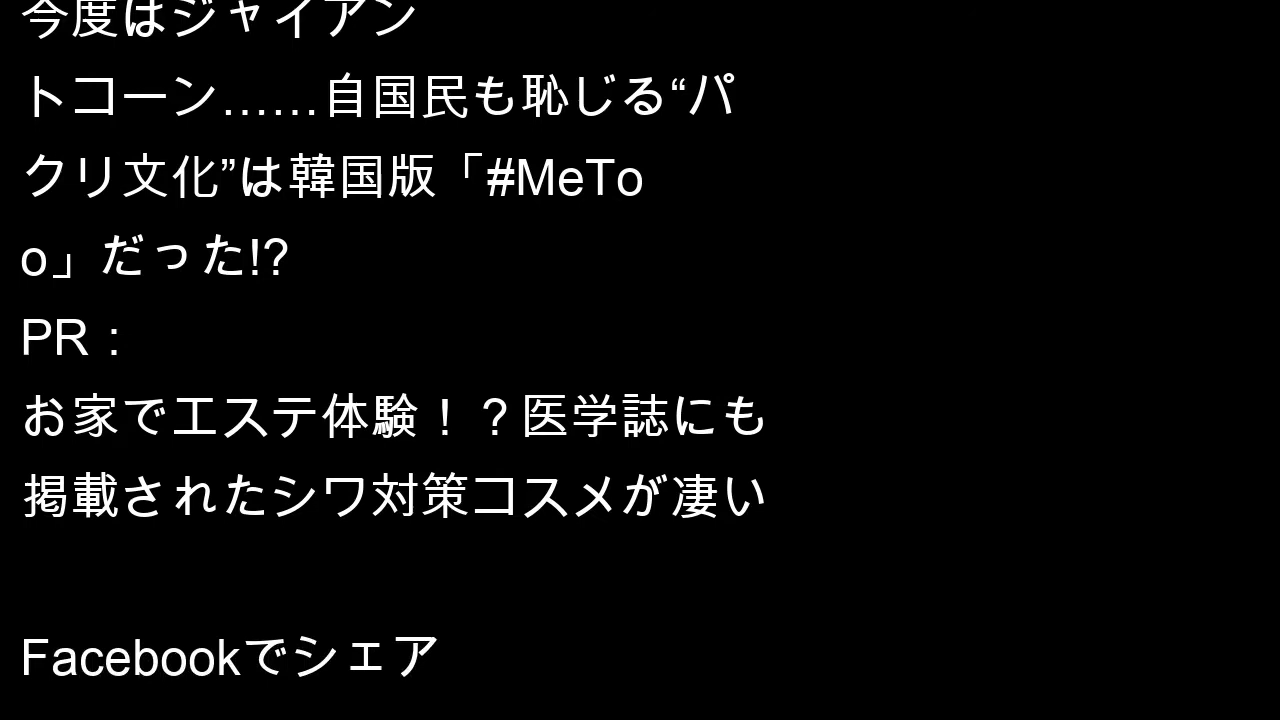 今度はジャイアン
トコーン……自国民も恥じる“パ
クリ文化”は韓国版「#MeTo
o」だった!?
PR：
お家でエステ体験！？医学誌にも
掲載されたシワ対策コスメが凄い
Facebookでシェア